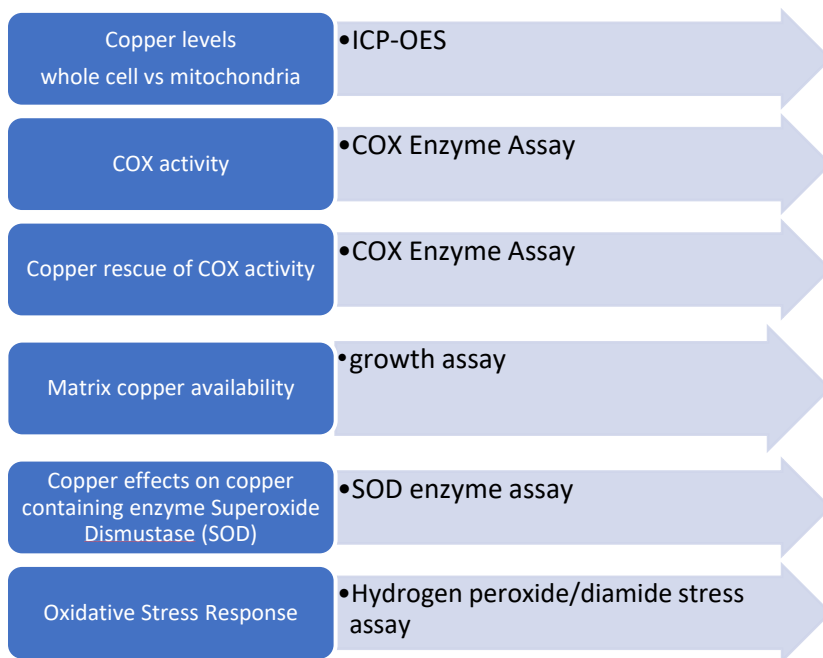 Copper levels
whole cell vs mitochondria
•ICP-OES
COX activity
•COX Enzyme Assay
Copper rescue of COX activity
•COX Enzyme Assay
Matrix copper availability
•growth assay
Copper effects on copper
containing enzyme Superoxide
Dismustase (SOD)
•SOD enzyme assay
Oxidative Stress Response
•Hydrogen peroxide/diamide stress
assay